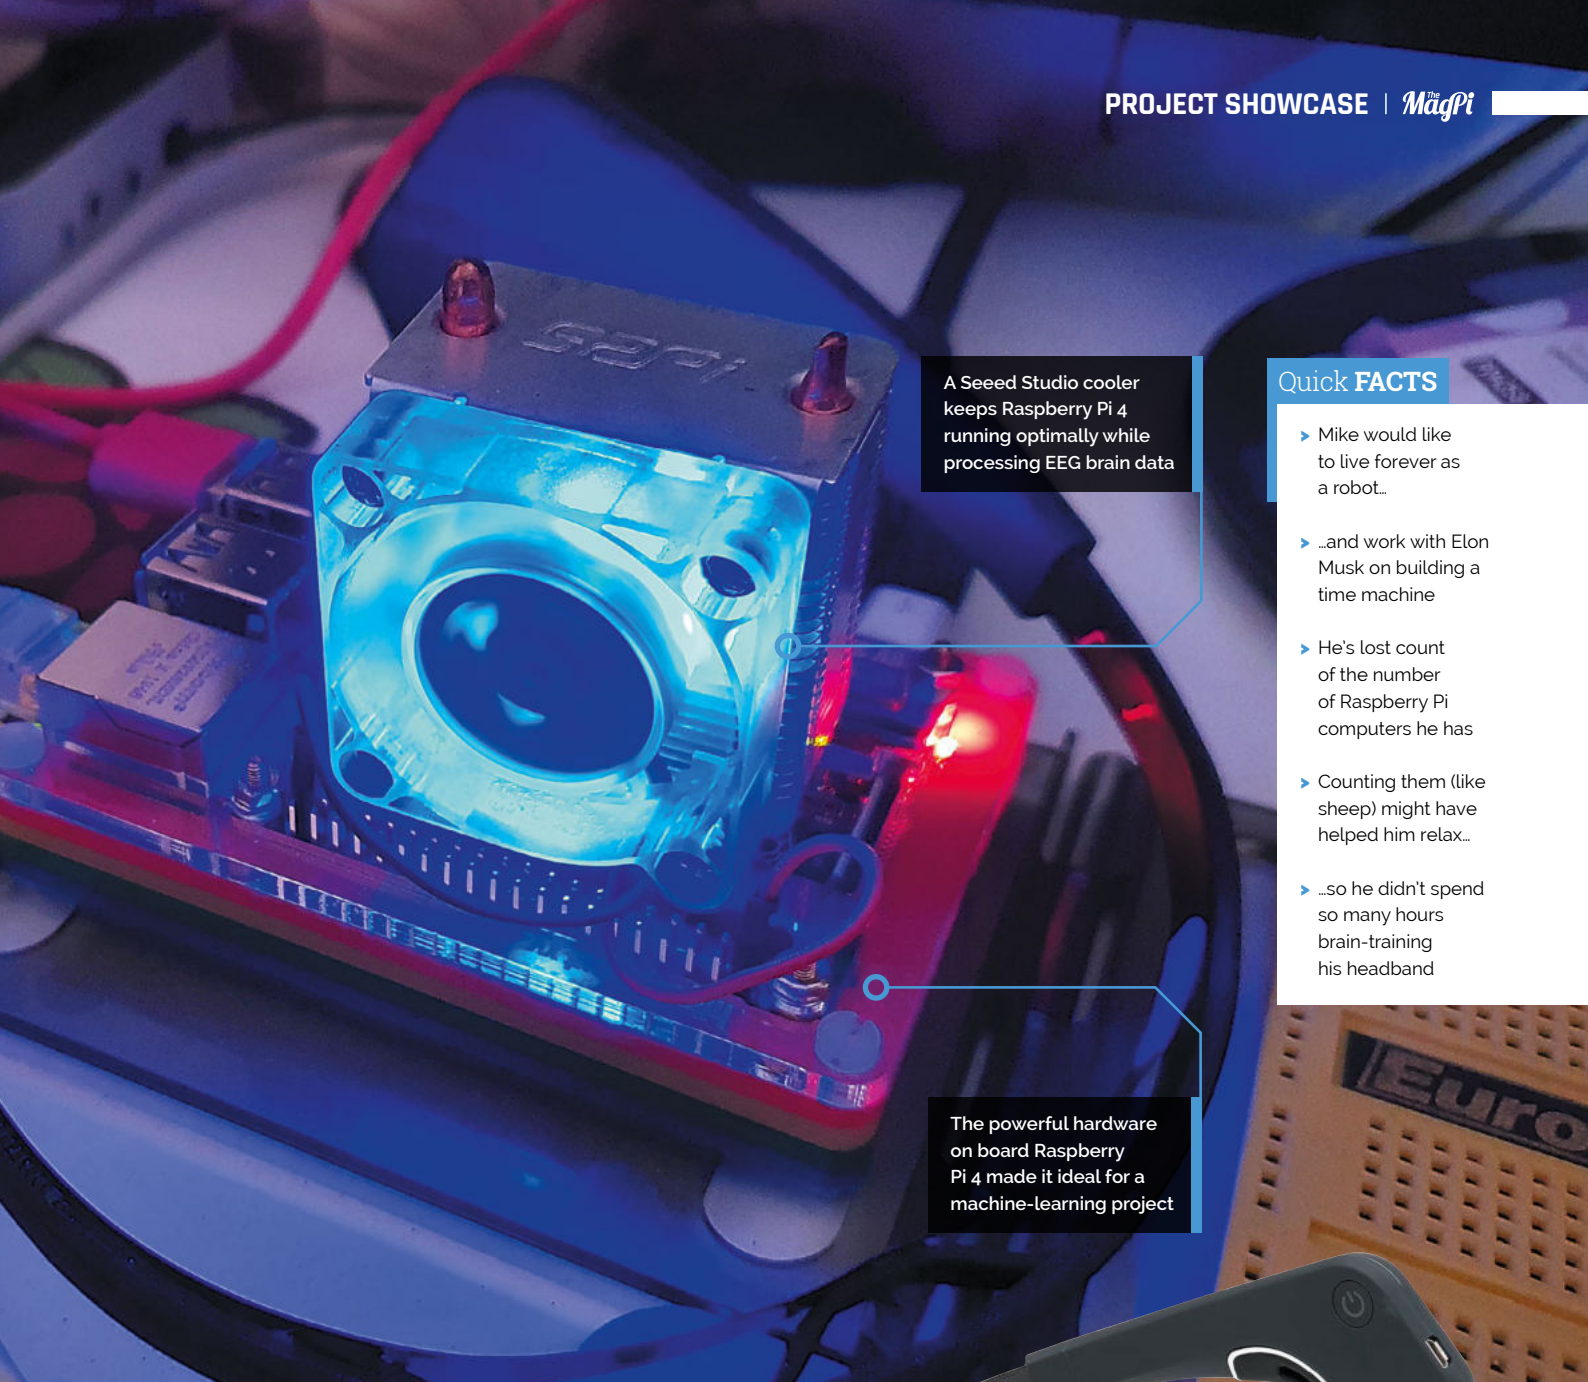 PROJECT SHOWCASE | The MagPi
S2Pi
A Seeed Studio cooler
keeps Raspberry Pi 4
running optimally while
processing EEG brain data
Quick FACTS
> Mike would like
to live forever as
a robot…
> …and work with Elon
Musk on building a
time machine
> He's lost count
of the number
of Raspberry Pi
computers he has
> Counting them (like
sheep) might have
helped him relax…
> …so he didn't spend
so many hours
brain-training
his headband
The powerful hardware
on board Raspberry
Pi 4 made it ideal for a
machine-learning project
Euro